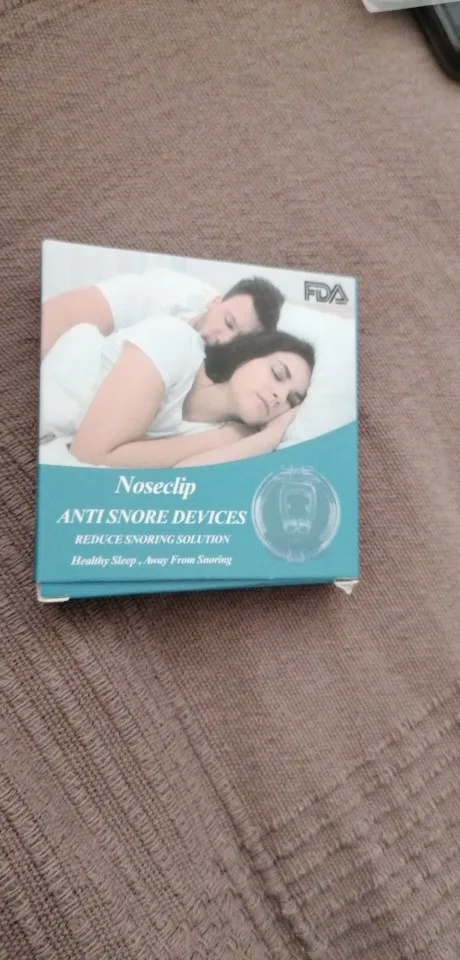 FDA
Noseclip
ANTI SNORE DEVICES
REDUCE SNORING SOLUTION
Healthy Sleep , Away From Snoring